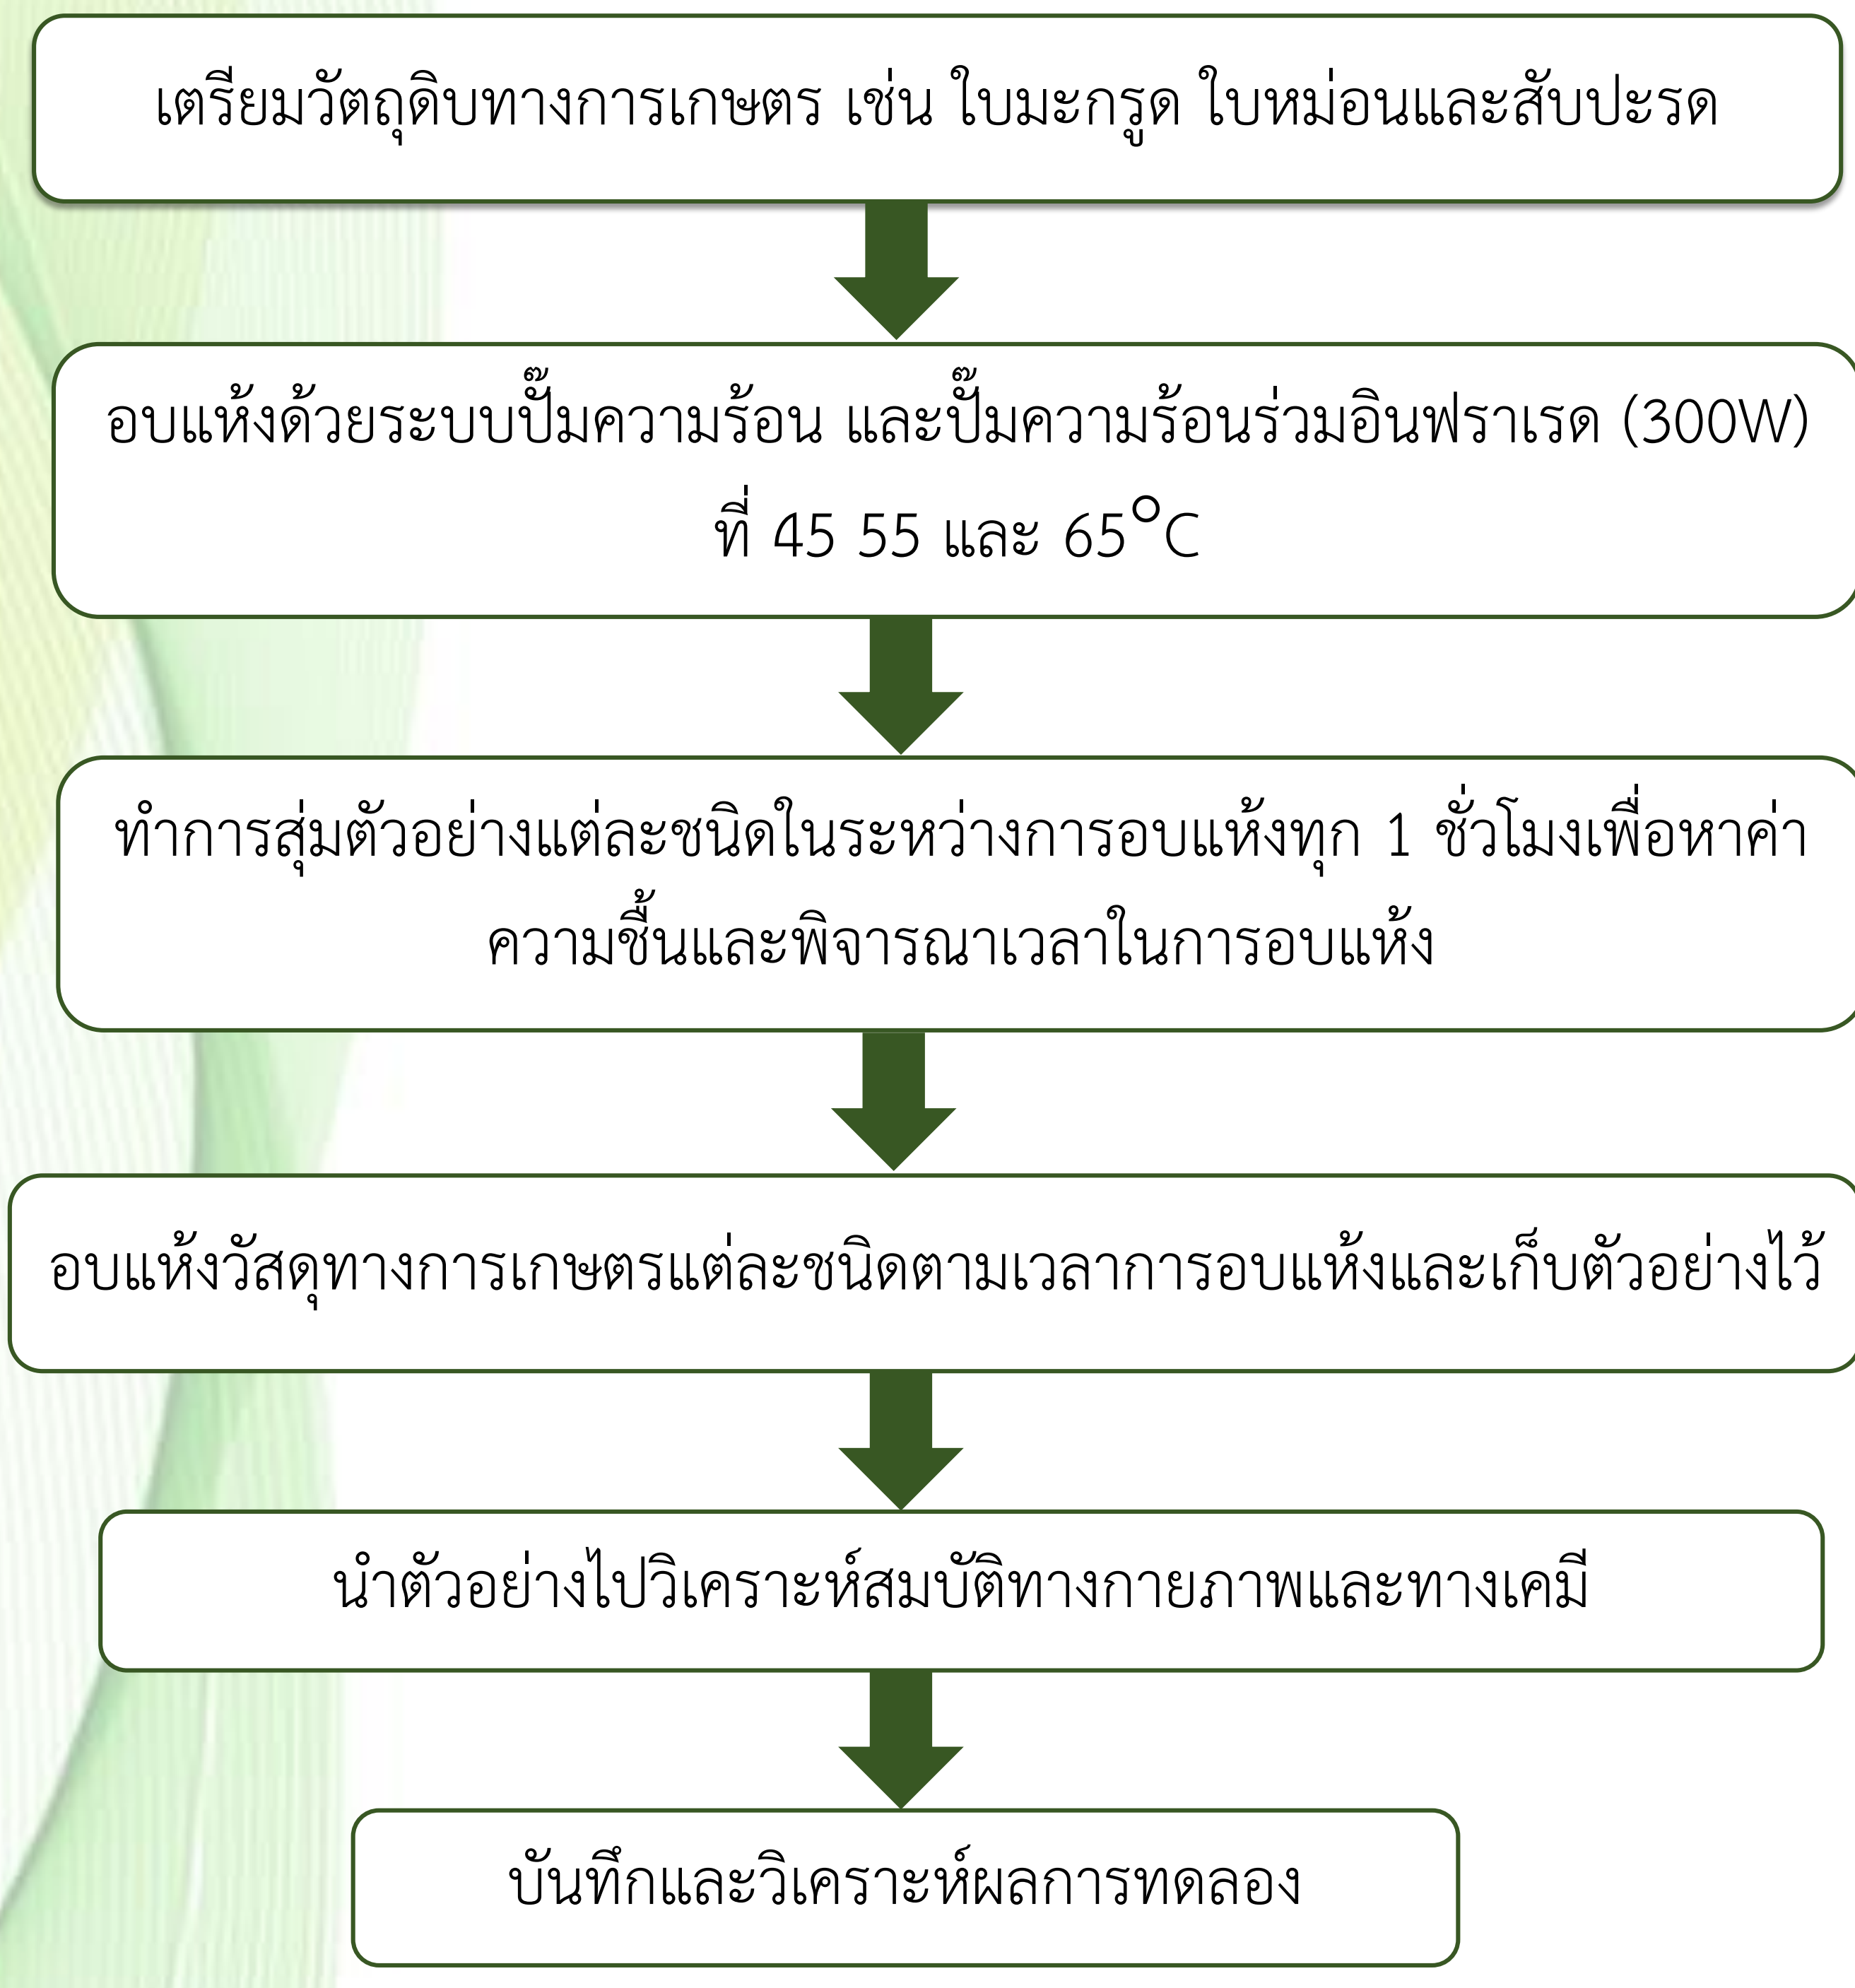 เตรียมวัตถุดิบทางการเกษตร เช่น ใบมะกรูด ใบหม่อนและสับปะรด
อบแห้งด้วยระบบปั๊มความร้อน และปั๊มความร้อนร่วมอินฟราเรด (300W)
ที่ 45 55 และ 65°C
ทำการสุ่มตัวอย่างแต่ละชนิดในระหว่างการอบแห้งทุก 1 ชั่วโมงเพื่อหาค่า
ความชื้นและพิจารณาเวลาในการอบแห้ง
อบแห้งวัสดุทางการเกษตรแต่ละชนิดตามเวลาการอบแห้งและเก็บตัวอย่างไว้
นำตัวอย่างไปวิเคราะห์สมบัติทางกายภาพและทางเคมี
บันทึกและวิเคราะห์ผลการทดลอง